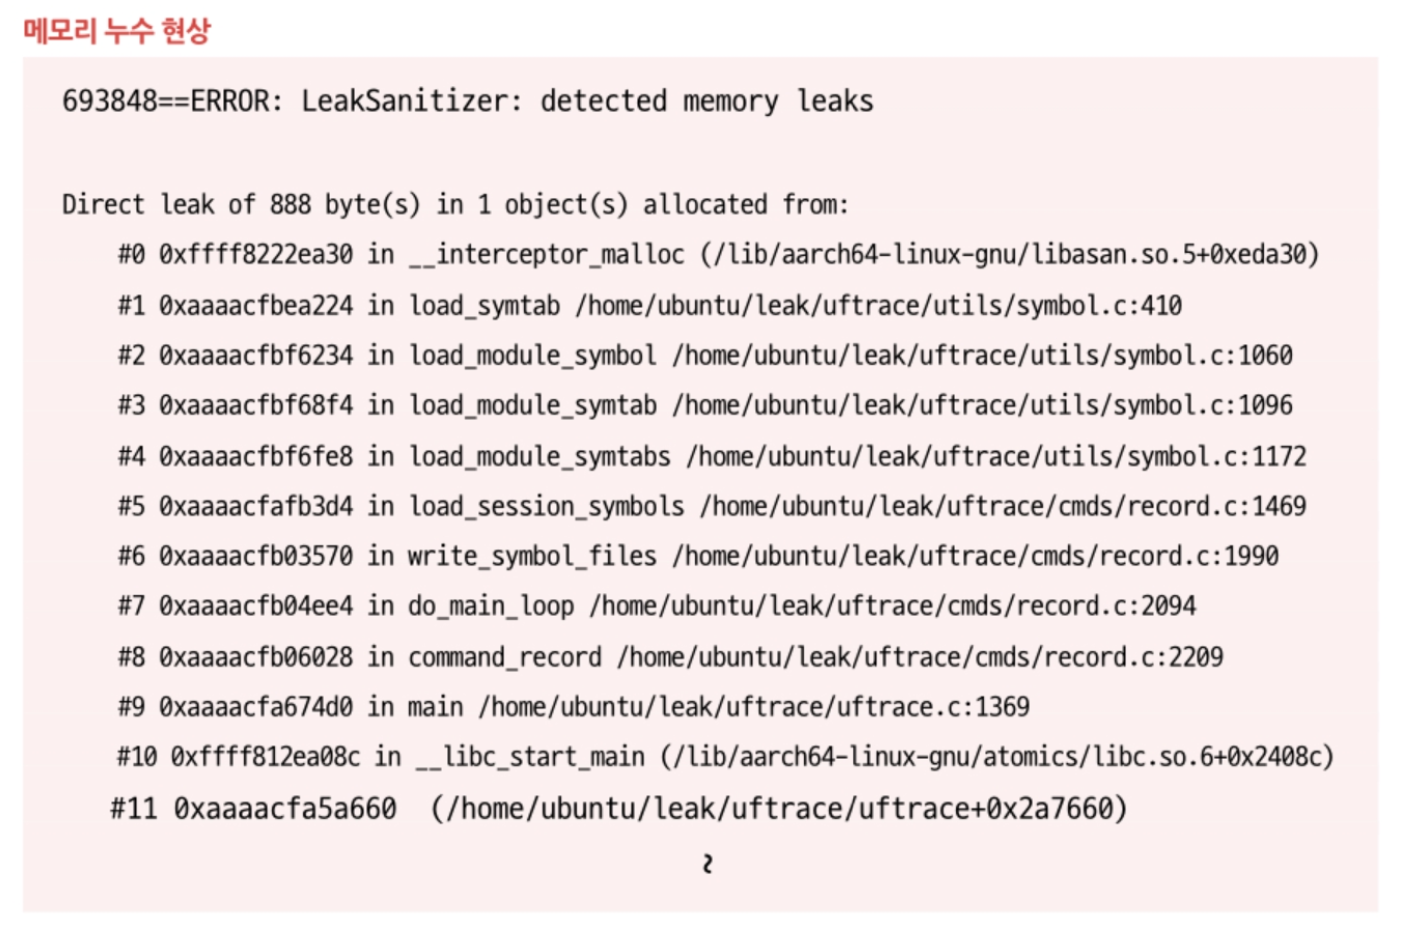 메모리 누수 현상
693848==ERROR: LeakSanitizer: detected memory leaks
Direct leak of 888 byte(s) in 1 object(s) allocated from:
#0 0xffff8222ea30 in __interceptor_malloc (/lib/aarch64-linux-gnu/libasan.so.5+0xeda30)
#1 0xaaaacfbea224 in load_symtab /home/ubuntu/leak/uftrace/utils/symbol.c:410
#2 0xaaaacfbf6234 in load_module_symbol /home/ubuntu/leak/uftrace/utils/symbol.c:1060
#3 0xaaaacfbf68f4 in load_module_symtab /home/ubuntu/leak/uftrace/utils/symbol.c:1096
#4 0xaaaacfbf6fe8 in load_module_symtabs /home/ubuntu/leak/uftrace/utils/symbol.c:1172
#5 0xaaaacfafb3d4 in load_session_symbols /home/ubuntu/leak/uftrace/cmds/record.c:1469
#6 0xaaaacfb03570 in write_symbol_files /home/ubuntu/leak/uftrace/cmds/record.c:1990
#7 0xaaaacfb04ee4 in do_main_loop /home/ubuntu/leak/uftrace/cmds/record.c:2094
#8 0xaaaacfb06028 in command_record /home/ubuntu/leak/uftrace/cmds/record.c:2209
#9 0xaaaacfa674d0 in main /home/ubuntu/leak/uftrace/uftrace.c:1369
#10 0xffff812ea08c in __libc_start_main (/lib/aarch64-linux-gnu/atomics/libc.so.6+0x2408c)
#11 0xaaaacfa5a660 (/home/ubuntu/leak/uftrace/uftrace+0x2a7660)
~